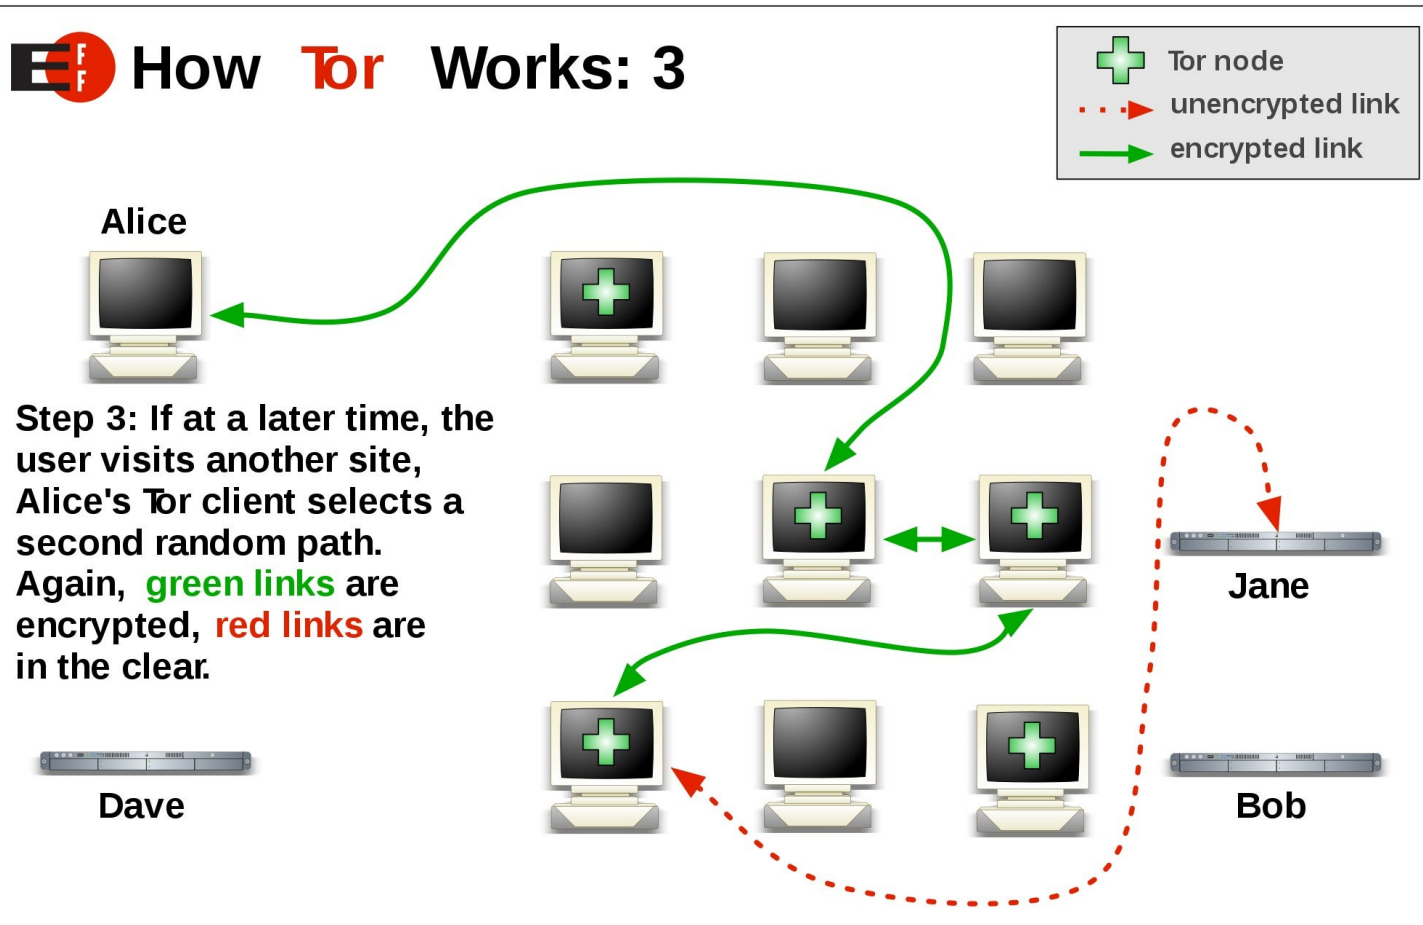 EFF How Tor Works: 3
Tor node
unencrypted link
encrypted link
Alice
Step 3: If at a later time, the
user visits another site,
Alice's Tor client selects a
second random path.
Again, green links are
encrypted, red links are
in the clear.
Jane
Dave
Bob